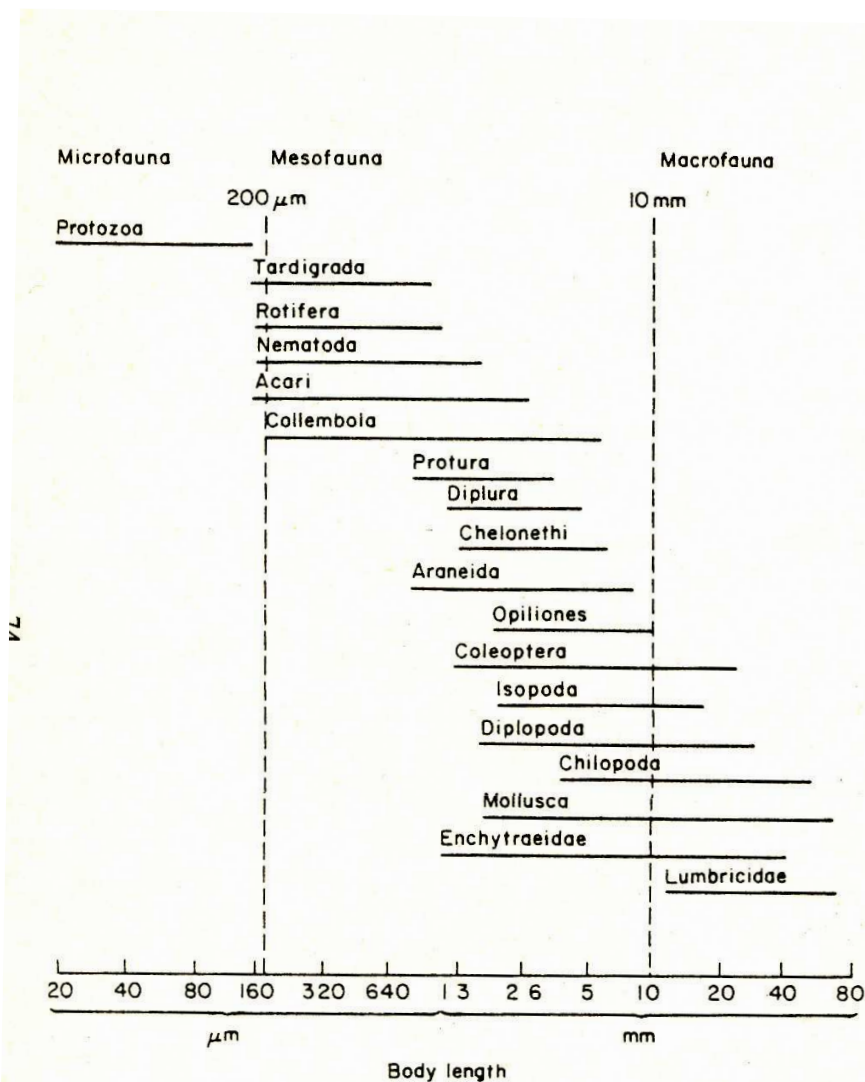 Microfauna Mesofauna Macrofauna
200 μm 10 mm
Protozoa
Tardigrada
Rotifera
Nematoda
Acari
Collembola
Protura
Diplura
Chelonethi
Araneida
Opiliones
Coleoptera
Isopoda
Diplopoda
Chilopoda
Mollusca
Enchytraeidae
Lumbricidae
20 40 80 160 320 640 1 3 2 6 5 10 20 40 80
μm mm
Body length